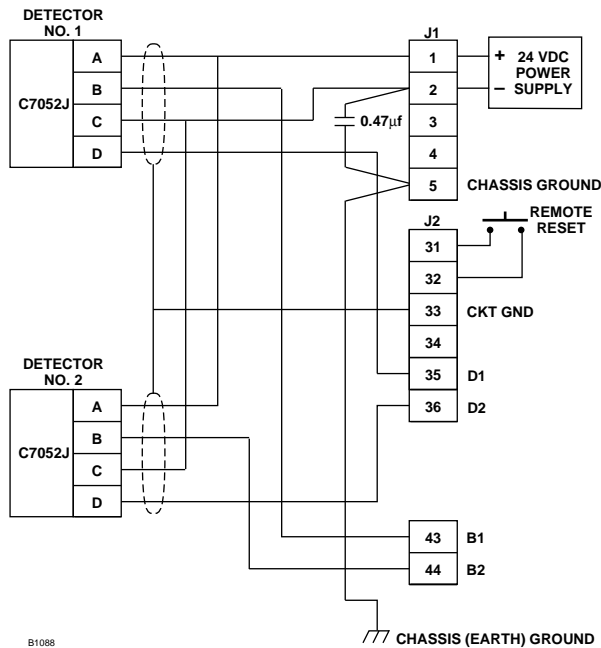 DETECTOR
NO. 1
C7052J
A
B
C
D
J1
1
2
3
4
5
+ 24 VDC
POWER
– SUPPLY
0.47µf
CHASSIS GROUND
J2
REMOTE
RESET
31
32
33 CKT GND
34
35 D1
36 D2
DETECTOR
NO. 2
C7052J
A
B
C
D
43 B1
44 B2
B1088
CHASSIS (EARTH) GROUND